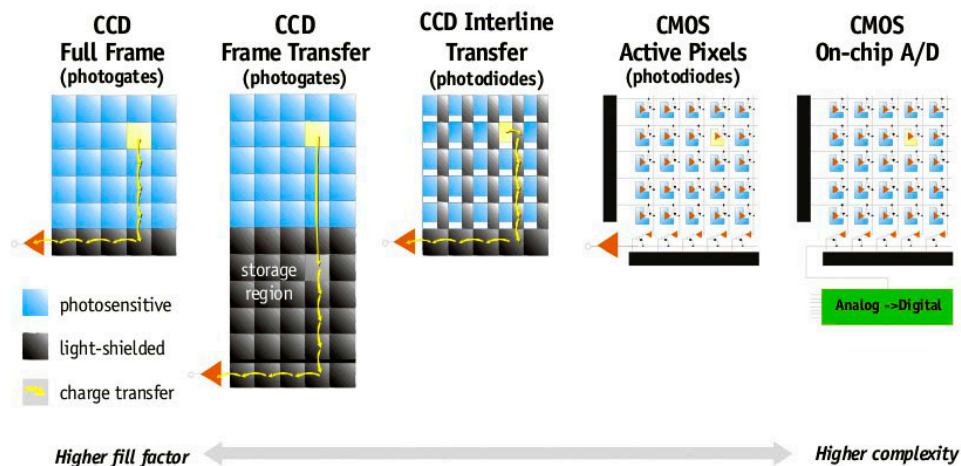 CCD
Full Frame
(photogates)
CCD
Frame Transfer
(photogates)
CCD Interline
Transfer
(photodiodes)
CMOS
Active Pixels
(photodiodes)
CMOS
On-chip A/D
storage
region
photosensitive
light-shielded
charge transfer
Analog ->Digital
Higher fill factor
Higher complexity